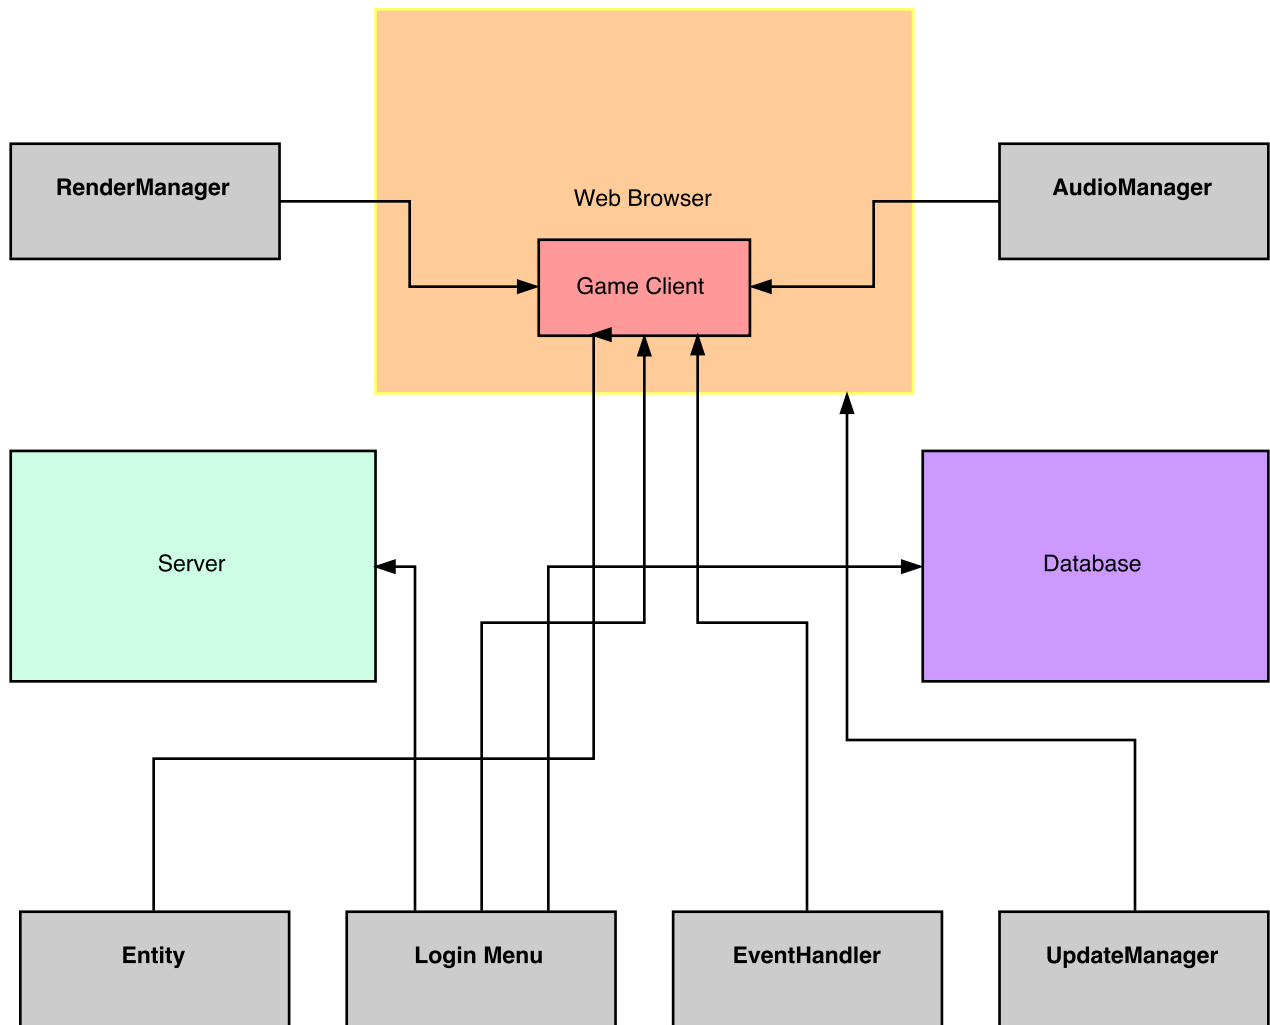 RenderManager
Web Browser
AudioManager
Game Client
Server
Database
Entity
Login Menu
EventHandler
UpdateManager